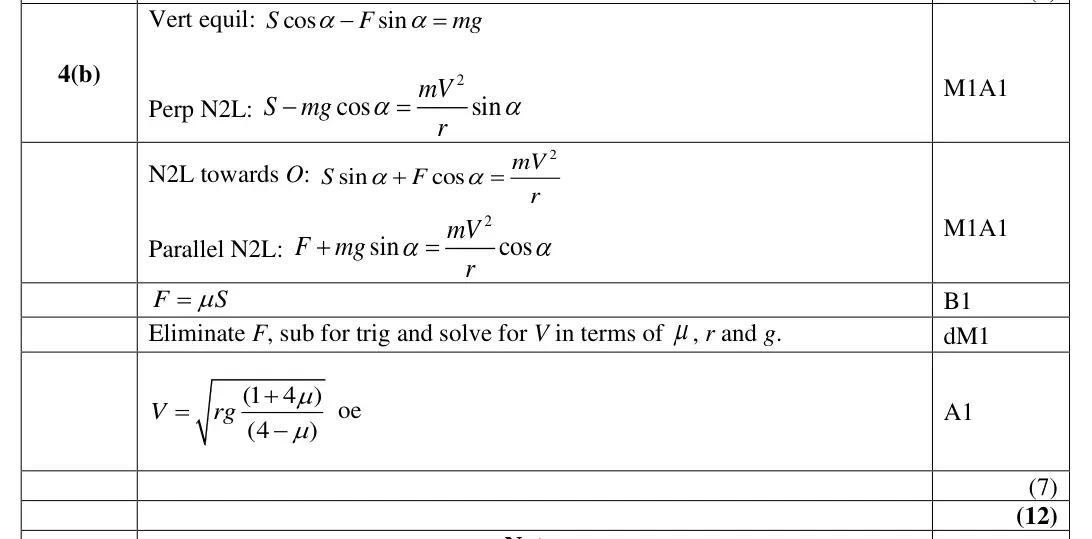 4(b)
Vert equil: S cos α − F sin α = mg
Perp N2L: S − mg cos α = mV²/r sin α
M1A1
N2L towards O: S sin α + F cos α = mV²/r
Parallel N2L: F + mg sin α = mV²/r cos α
M1A1
F = μS
B1
Eliminate F, sub for trig and solve for V in terms of μ, r and g.
dM1
V = √(rg (1 + 4μ)/(4 − μ)) oe
A1
(7)
(12)